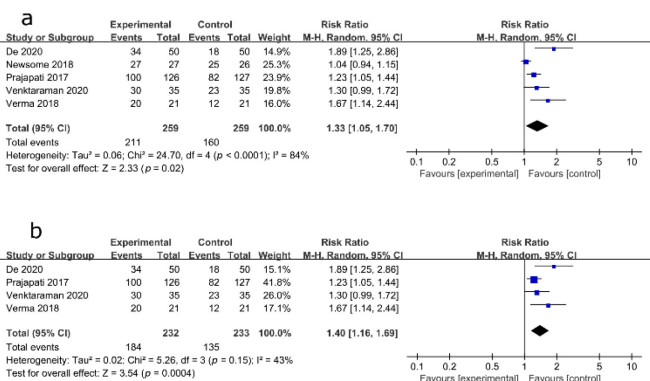 a
Experimental Control Risk Ratio Risk Ratio
Study or Subgroup Events Total Events Total Weight M-H. Random. 95% CI M-H. Random. 95% CI
De 2020 34 50 18 50 14.9% 1.89 [1.25, 2.86]
Newsome 2018 27 27 25 26 25.3% 1.04 [0.94, 1.15]
Prajapati 2017 100 126 82 127 23.9% 1.23 [1.05, 1.44]
Venktaraman 2020 30 35 23 35 19.8% 1.30 [0.99, 1.72]
Verma 2018 20 21 12 21 16.0% 1.67 [1.14, 2.44]
Total (95% CI) 259 259 100.0% 1.33 [1.05, 1.70]
Total events 211 160
Heterogeneity: Tau² = 0.06; Chi² = 24.70, df = 4 (p < 0.0001); I² = 84%
Test for overall effect: Z = 2.33 (p = 0.02)
0.1 0.2 0.5 1 2 5 10
Favours [experimental] Favours [control]
b
Experimental Control Risk Ratio Risk Ratio
Study or Subgroup Events Total Events Total Weight M-H. Random. 95% CI M-H. Random. 95% CI
De 2020 34 50 18 50 15.1% 1.89 [1.25, 2.86]
Prajapati 2017 100 126 82 127 41.8% 1.23 [1.05, 1.44]
Venktaraman 2020 30 35 23 35 26.0% 1.30 [0.99, 1.72]
Verma 2018 20 21 12 21 17.1% 1.67 [1.14, 2.44]
Total (95% CI) 232 233 100.0% 1.40 [1.16, 1.69]
Total events 184 135
Heterogeneity: Tau² = 0.02; Chi² = 5.26, df = 3 (p = 0.15); I² = 43%
Test for overall effect: Z = 3.54 (p = 0.0004)
0.1 0.2 0.5 1 2 5 10
Favours [experimental] Favours [control]